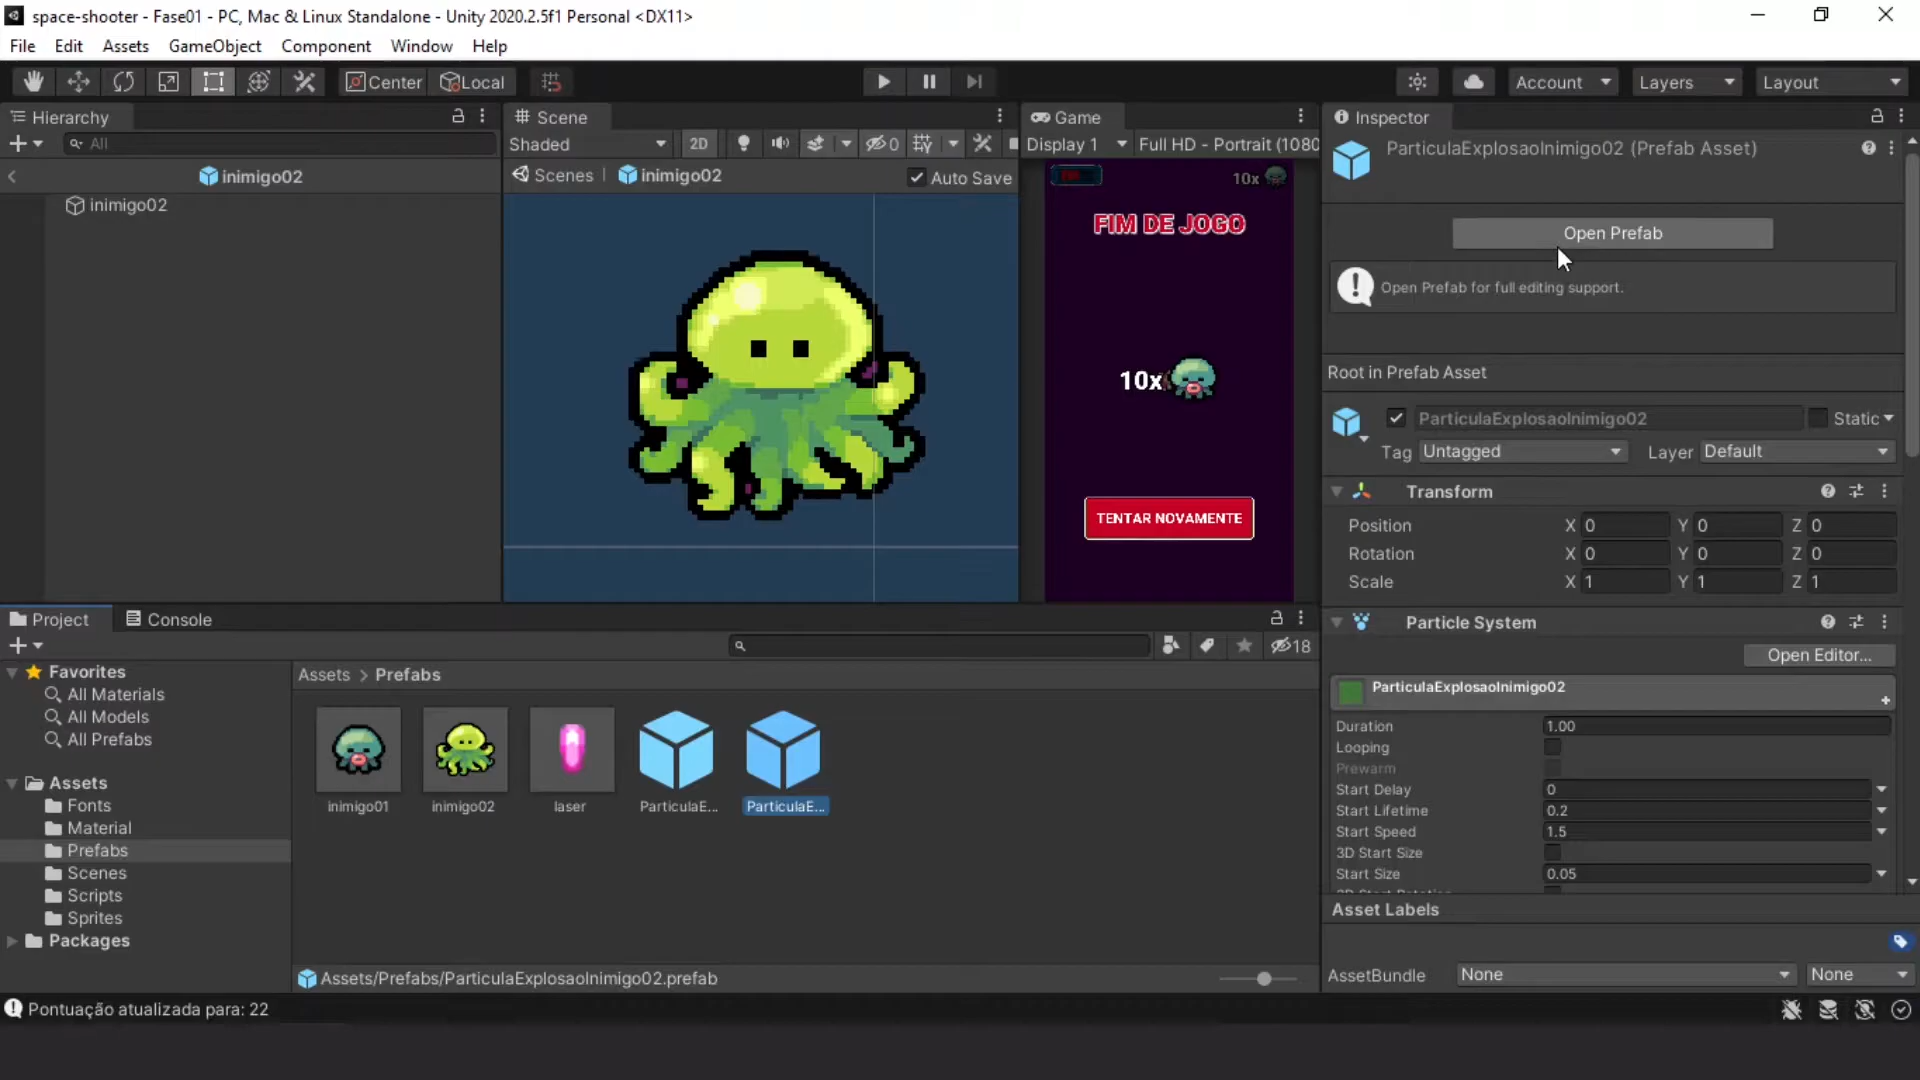 space-shooter - Fase01 - PC, Mac & Linux Standalone - Unity 2020.2.5f1 Personal <DX11>
File Edit Assets GameObject Component Window Help
Center Local Account Layers Layout
Hierarchy
All
inimigo02
inimigo02
Scene
Shaded 2D 0
Scenes inimigo02 Auto Save
Game
Display 1 Full HD - Portrait (1080
10x
FIM DE JOGO
10x
TENTAR NOVAMENTE
Inspector
ParticulaExplosaoInimigo02 (Prefab Asset)
Open Prefab
Open Prefab for full editing support.
Root in Prefab Asset
ParticulaExplosaoInimigo02 Static
Tag Untagged Layer Default
Transform
Position X 0 Y 0 Z 0
Rotation X 0 Y 0 Z 0
Scale X 1 Y 1 Z 1
Particle System
Open Editor...
ParticulaExplosaoInimigo02
Duration 1.00
Looping
Prewarm
Start Delay 0
Start Lifetime 0.2
Start Speed 1.5
3D Start Size
Start Size 0.05
Asset Labels
AssetBundle None None
Project Console
18
Favorites
All Materials
All Models
All Prefabs
Assets
Fonts
Material
Prefabs
Scenes
Scripts
Sprites
Packages
Assets > Prefabs
inimigo01 inimigo02 laser ParticulaE... ParticulaE...
Assets/Prefabs/ParticulaExplosaoInimigo02.prefab
Pontuação atualizada para: 22